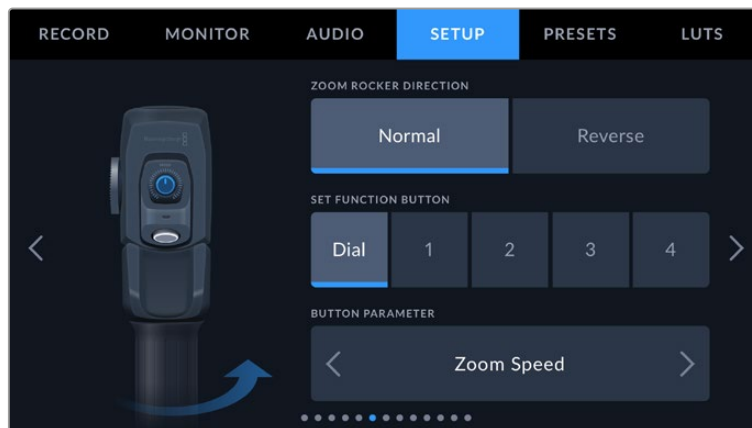 RECORD MONITOR AUDIO SETUP PRESETS LUTS
ZOOM ROCKER DIRECTION
Normal Reverse
SET FUNCTION BUTTON
Dial 1 2 3 4
BUTTON PARAMETER
Zoom Speed